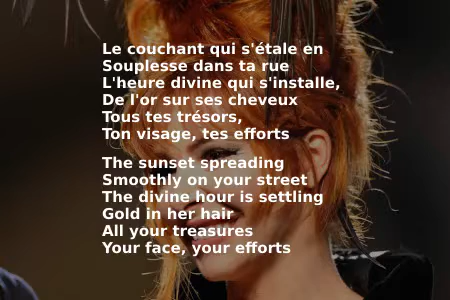 Le couchant qui s'étale en
Souplesse dans ta rue
L'heure divine qui s'installe,
De l'or sur ses cheveux
Tous tes trésors,
Ton visage, tes efforts
The sunset spreading
Smoothly on your street
The divine hour is settling
Gold in her hair
All your treasures
Your face, your efforts